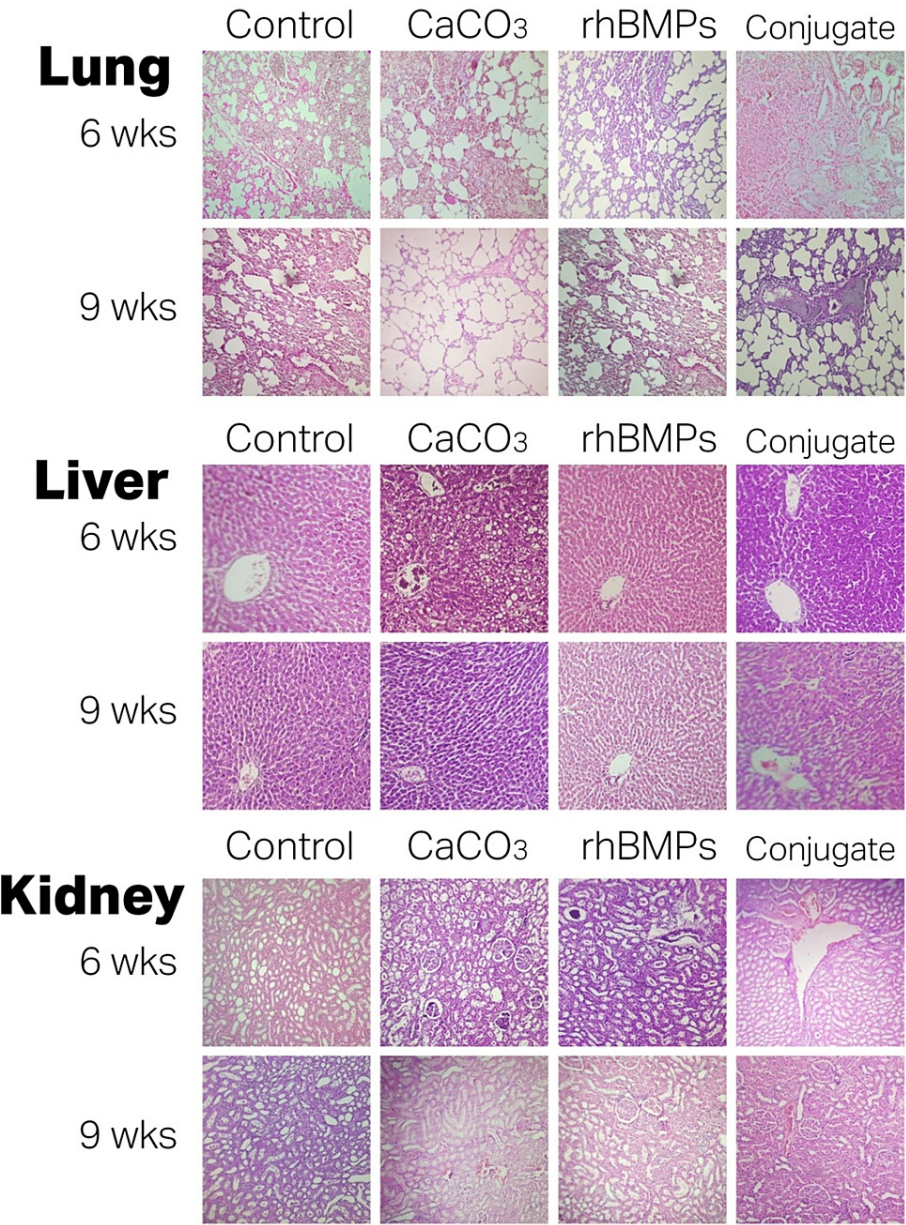 Control CaCO₃ rhBMPs Conjugate
Lung
6 wks
9 wks
Control CaCO₃ rhBMPs Conjugate
Liver
6 wks
9 wks
Control CaCO₃ rhBMPs Conjugate
Kidney
6 wks
9 wks